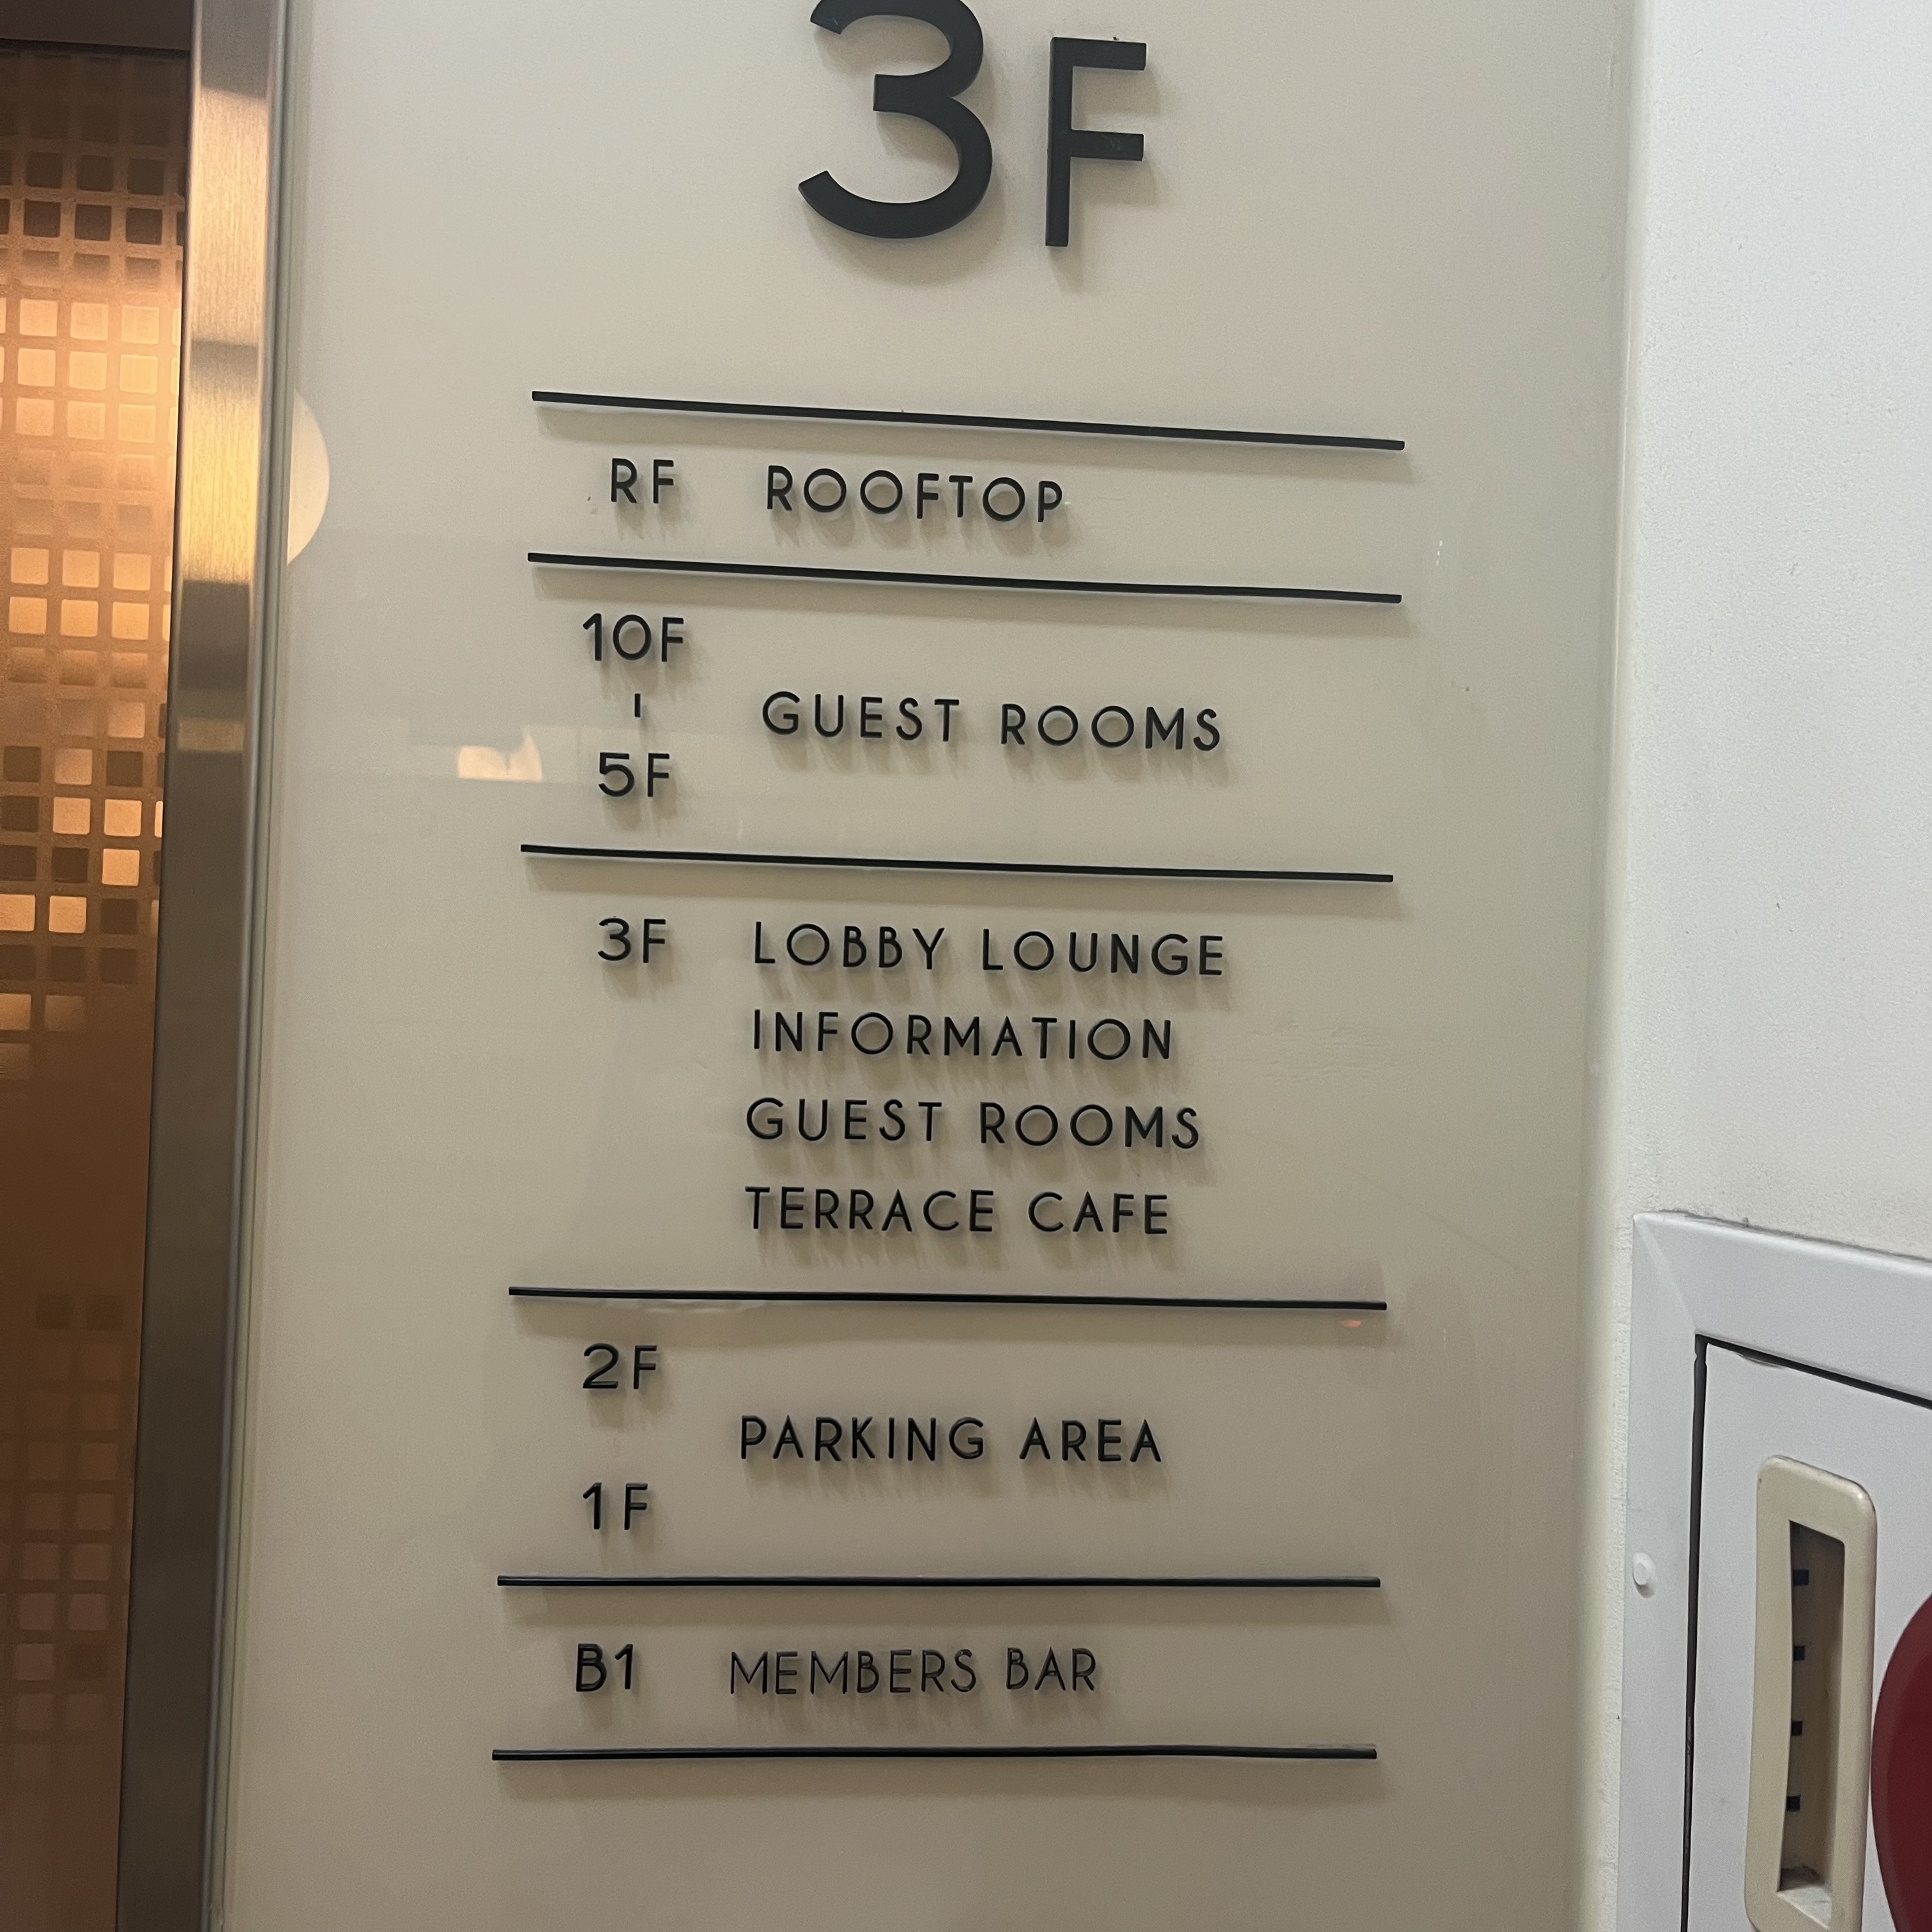 3F
RF ROOFTOP
10F
-
5F
GUEST ROOMS
3F LOBBY LOUNGE
INFORMATION
GUEST ROOMS
TERRACE CAFE
2F
PARKING AREA
1F
B1 MEMBERS BAR